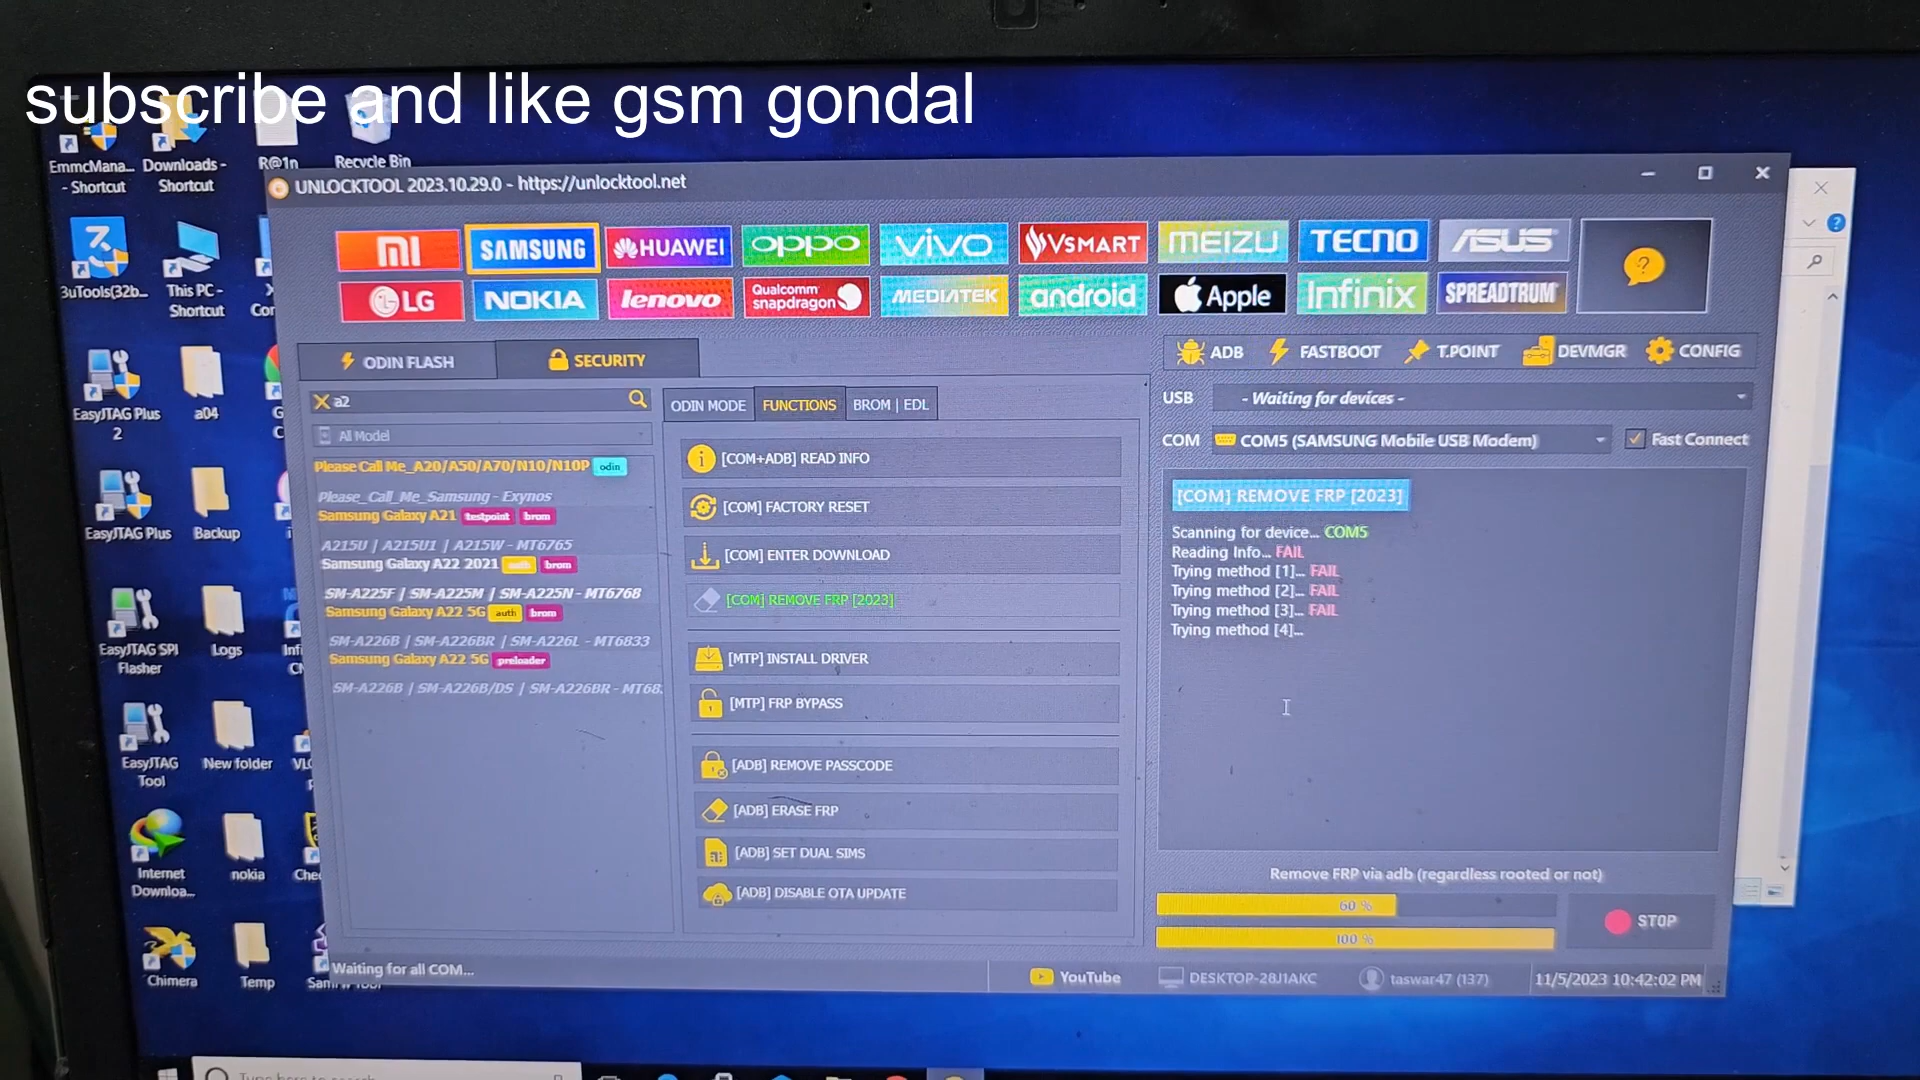 subscribe and like gsm gondal
EmmcMana...
- Shortcut
Downloads -
Shortcut
R@1n
Recycle Bin
UNLOCKTOOL 2023.10.29.0 - https://unlocktool.net
mi
SAMSUNG
HUAWEI
oppo
vivo
VSMART
MEIZU
TECNO
ASUS
LG
NOKIA
lenovo
Qualcomm
snapdragon
MEDIATEK
android
Apple
Infinix
SPREADTRUM
?
3uTools(32b...
This PC -
Shortcut
ODIN FLASH
SECURITY
ADB
FASTBOOT
T.POINT
DEVMGR
CONFIG
a2
ODIN MODE
FUNCTIONS
BROM | EDL
USB
- Waiting for devices -
All Model
COM
COM5 (SAMSUNG Mobile USB Modem)
Fast Connect
Please Call Me_A20/A50/A70/N10/N10P odin
Please_Call_Me_Samsung - Exynos
Samsung Galaxy A21 testpoint brom
A215U | A215U1 | A215W - MT6765
Samsung Galaxy A22 2021 auth brom
SM-A225F | SM-A225M | SM-A225N - MT6768
Samsung Galaxy A22 5G auth brom
SM-A226B | SM-A226BR | SM-A226L - MT6833
Samsung Galaxy A22 5G preloader
SM-A226B | SM-A226B/DS | SM-A226BR - MT68.
[COM+ADB] READ INFO
[COM] FACTORY RESET
[COM] ENTER DOWNLOAD
[COM] REMOVE FRP [2023]
[MTP] INSTALL DRIVER
[MTP] FRP BYPASS
[ADB] REMOVE PASSCODE
[ADB] ERASE FRP
[ADB] SET DUAL SIMS
[ADB] DISABLE OTA UPDATE
[COM] REMOVE FRP [2023]
Scanning for device... COM5
Reading Info... FAIL
Trying method [1]... FAIL
Trying method [2]... FAIL
Trying method [3]... FAIL
Trying method [4]...
Remove FRP via adb (regardless rooted or not)
60 %
100 %
STOP
EasyJTAG Plus
2
a04
EasyJTAG Plus
Backup
EasyJTAG SPI
Flasher
Logs
EasyJTAG
Tool
New folder
Internet
Downloa...
nokia
Chimera
Temp
Waiting for all COM...
YouTube
DESKTOP-28J1AKC
taswar47 (137)
11/5/2023 10:42:02 PM